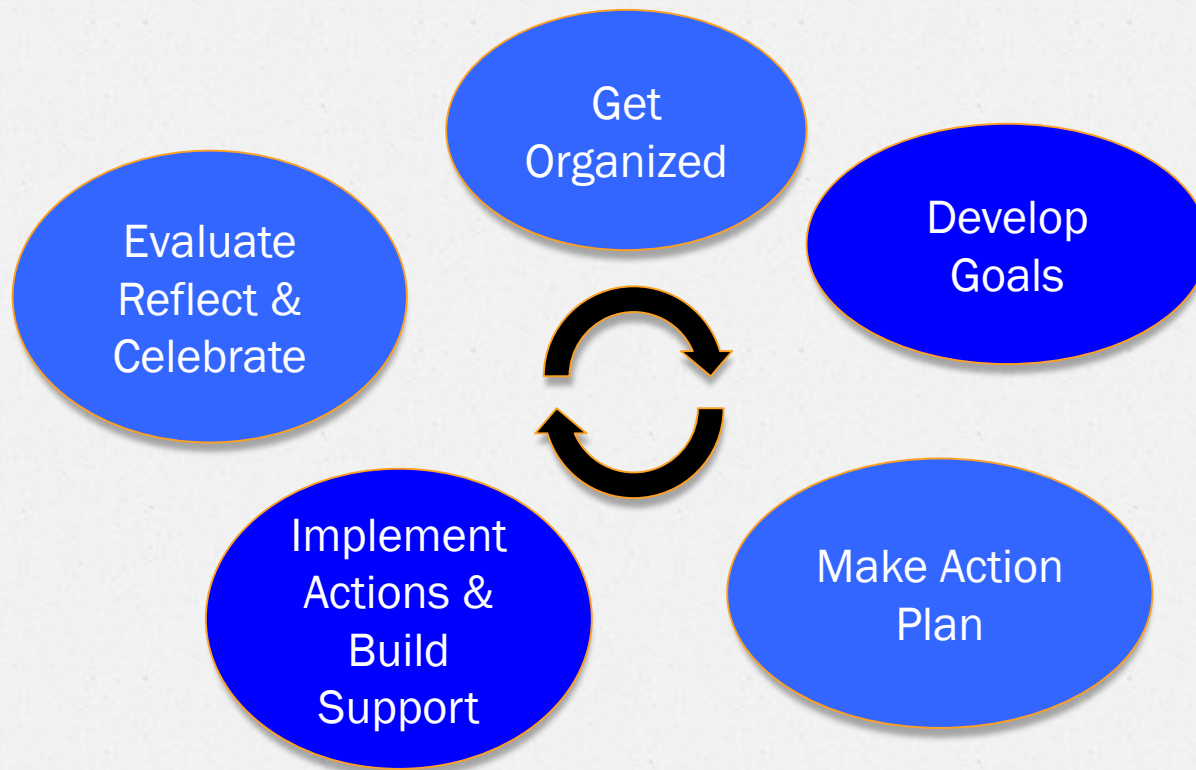 Get
Organized
Develop
Goals
Make Action
Plan
Implement
Actions &
Build
Support
Evaluate
Reflect &
Celebrate